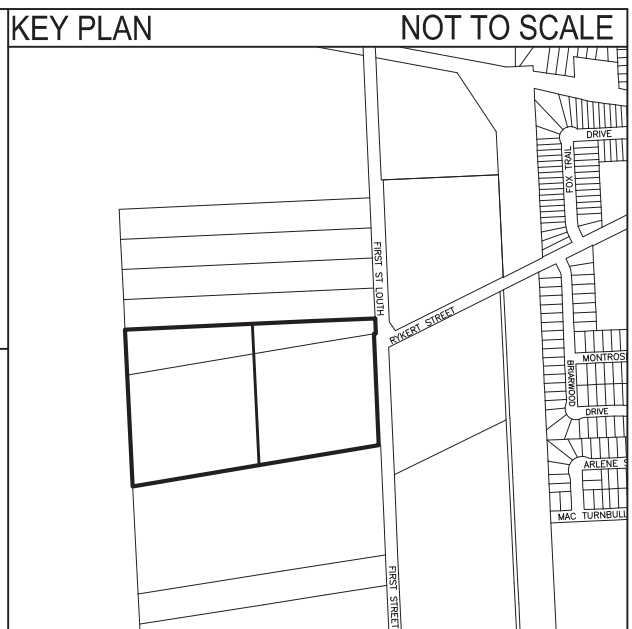 KEY PLAN
NOT TO SCALE
DRIVE
FOX TRAIL
FIRST ST LOUTH
RYKERT STREET
MONTROS
BRIARWOOD
DRIVE
ARLENE S
MAC TURNBULL
FIRST STREET